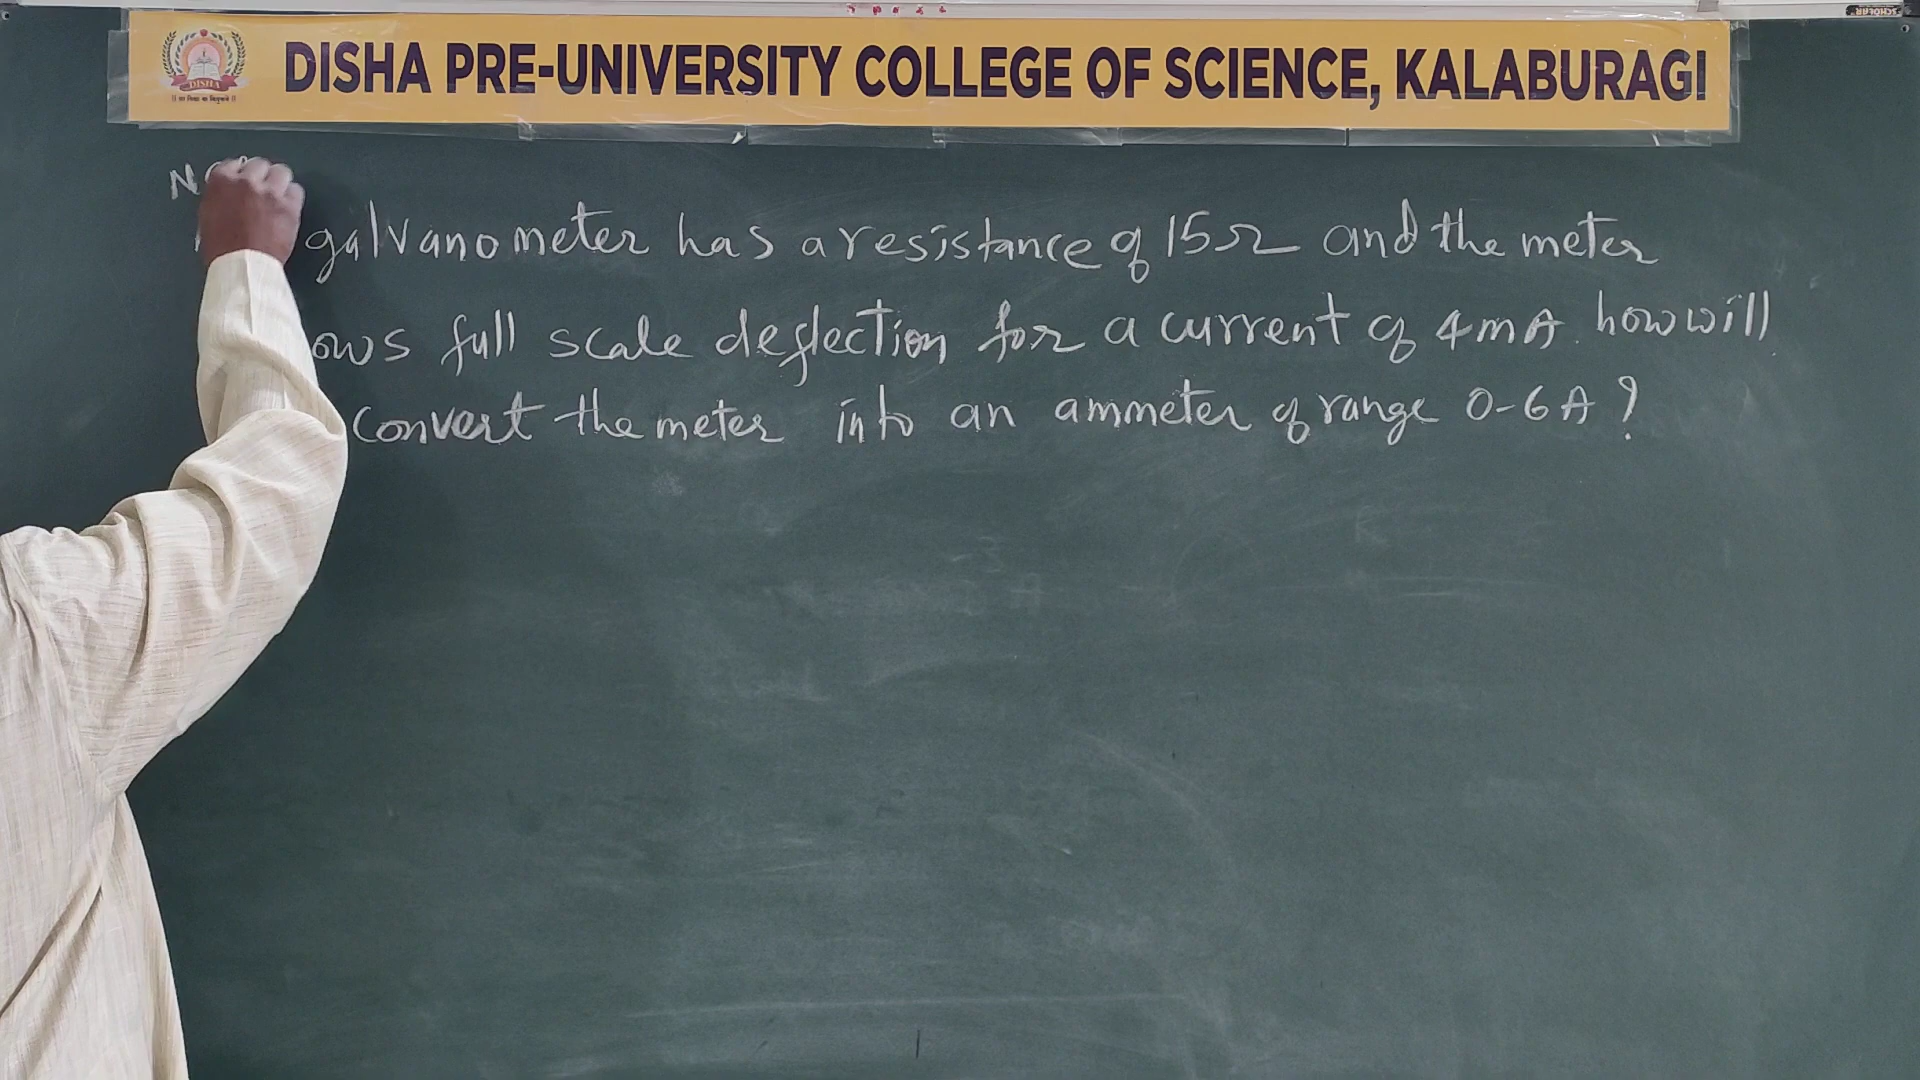 DISHA PRE-UNIVERSITY COLLEGE OF SCIENCE, KALABURAGI
DISHA
galvanometer has a resistance of 15Ω and the meter
ows full scale deflection for a current of 4mA. how will
convert the meter into an ammeter of range 0-6A?